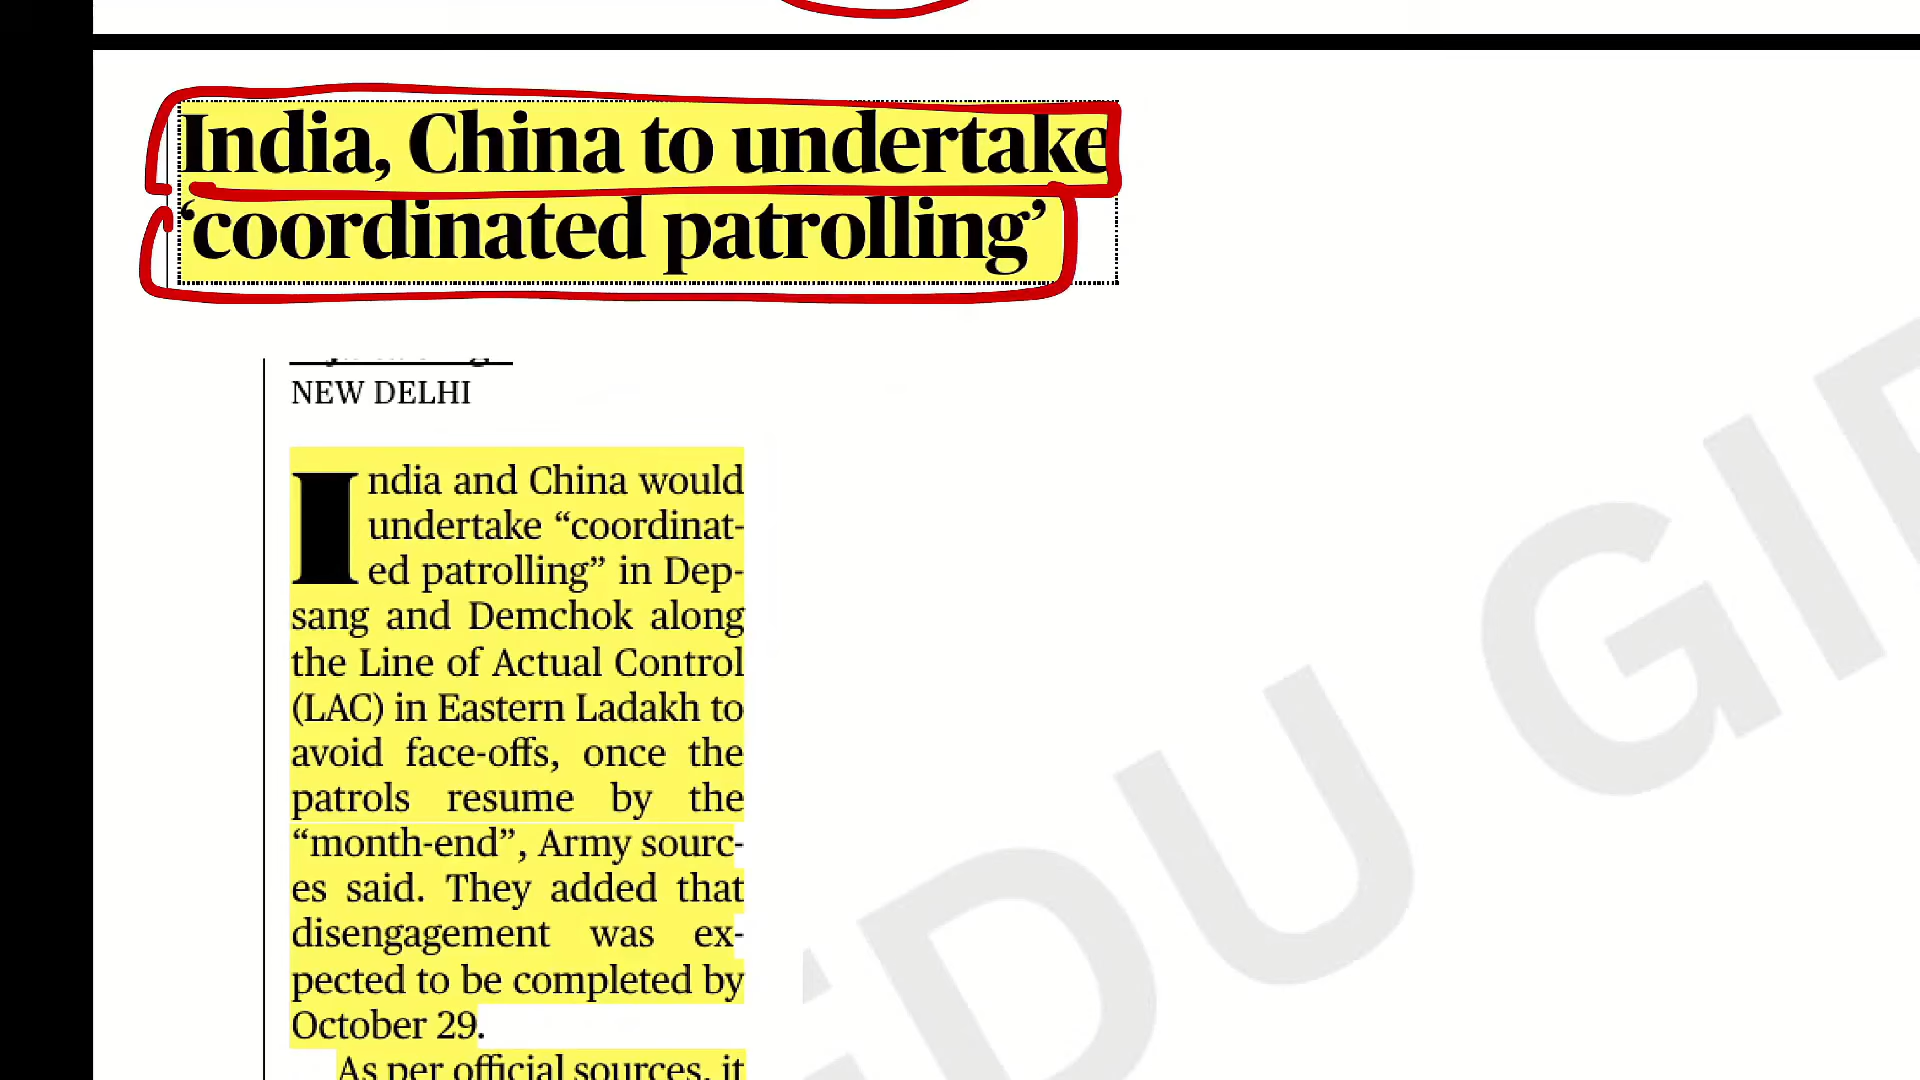 India, China to undertake
‘coordinated patrolling’
NEW DELHI
India and China would
undertake “coordinat-
ed patrolling” in Dep-
sang and Demchok along
the Line of Actual Control
(LAC) in Eastern Ladakh to
avoid face-offs, once the
patrols resume by the
“month-end”, Army sourc-
es said. They added that
disengagement was ex-
pected to be completed by
October 29.
As per official sources, it
EDU GI